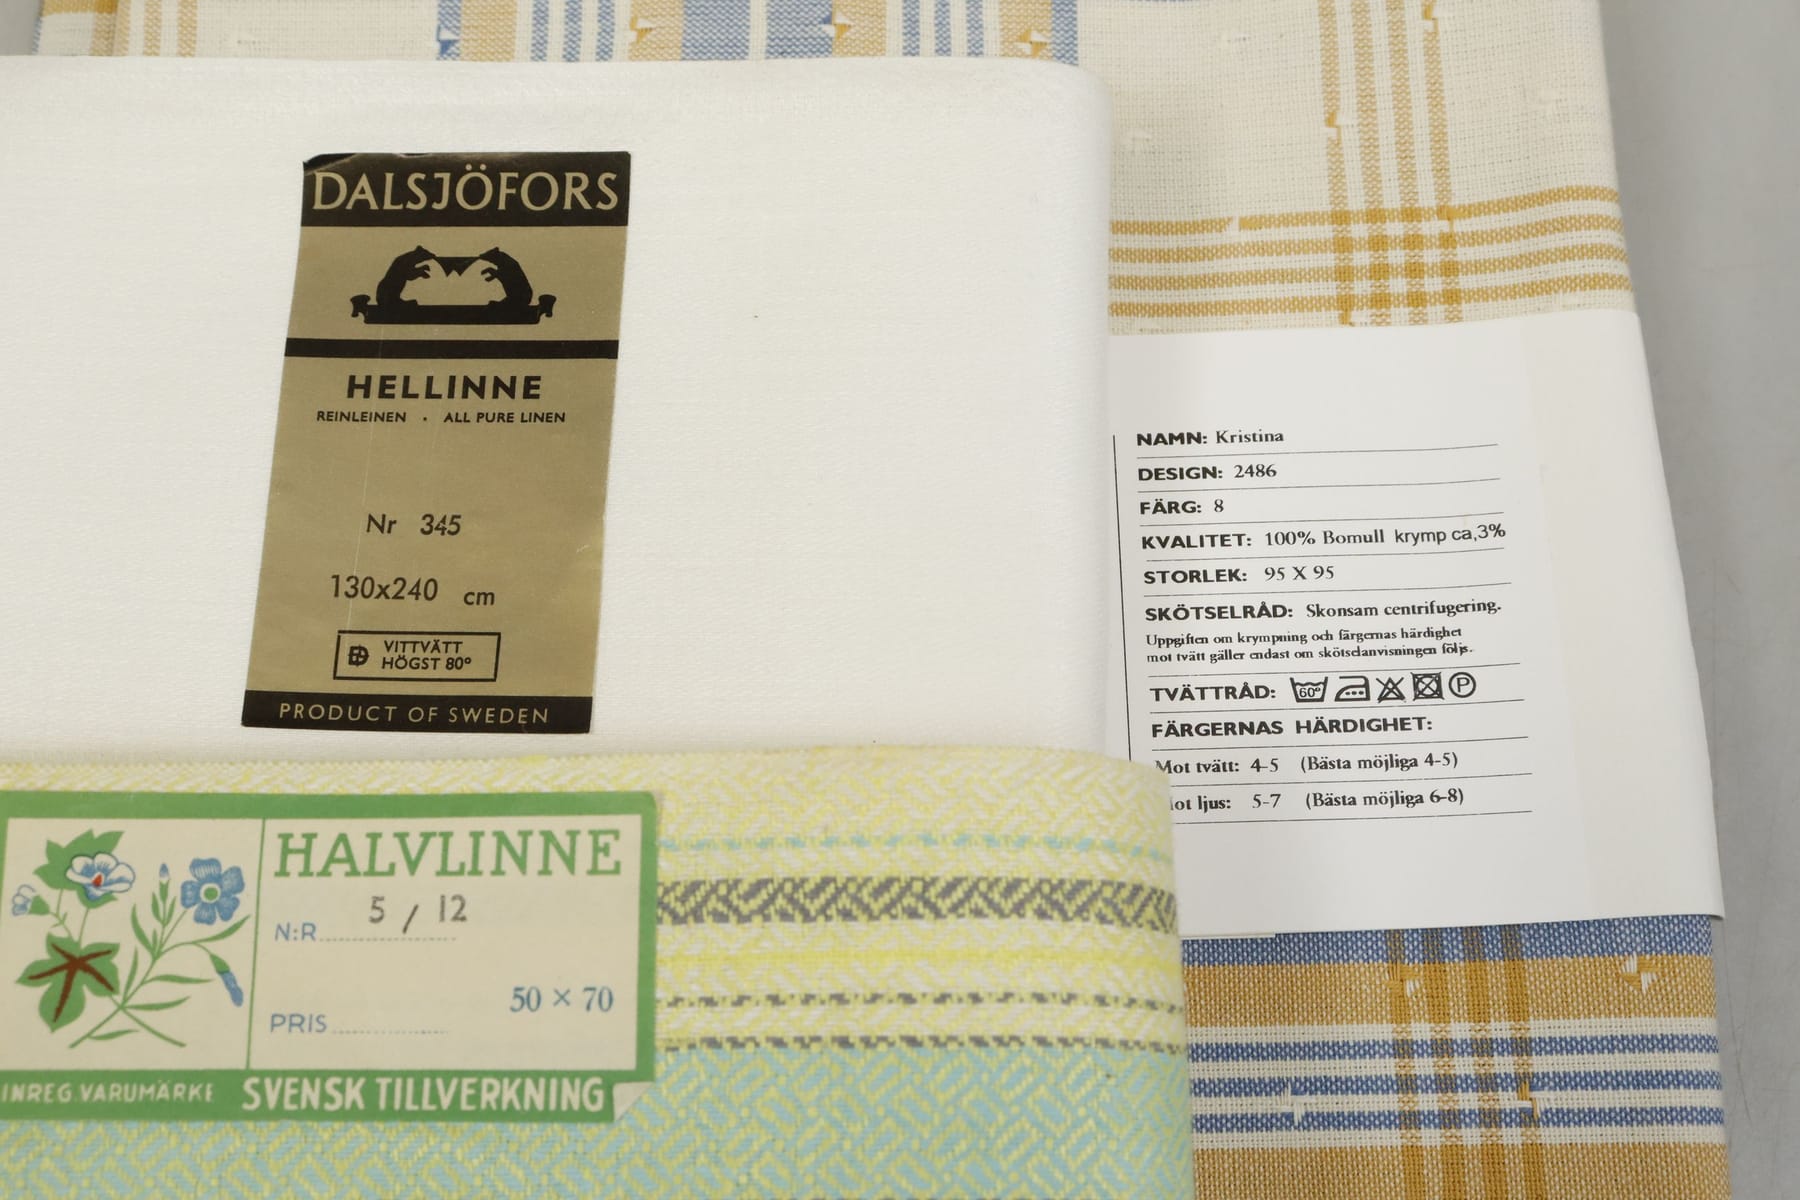 DALSJÖFORS
HELLINNE
REINLEINEN · ALL PURE LINEN
Nr 345
130x240 cm
VITTVÄTT
HÖGST 80°
PRODUCT OF SWEDEN
NAMN: Kristina
DESIGN: 2486
FÄRG: 8
KVALITET: 100% Bomull krymp ca,3%
STORLEK: 95 X 95
SKÖTSELRÅD: Skonsam centrifugering.
Uppgiften om krympning och färgernas härdighet
mot tvätt gäller endast om skötselanvisningen följs.
TVÄTTRÅD: 60° P
FÄRGERNAS HÄRDIGHET:
Mot tvätt: 4-5 (Bästa möjliga 4-5)
ot ljus: 5-7 (Bästa möjliga 6-8)
HALVLINNE
N:R 5 / 12
50 × 70
PRIS
INREG.VARUMÄRKE SVENSK TILLVERKNING